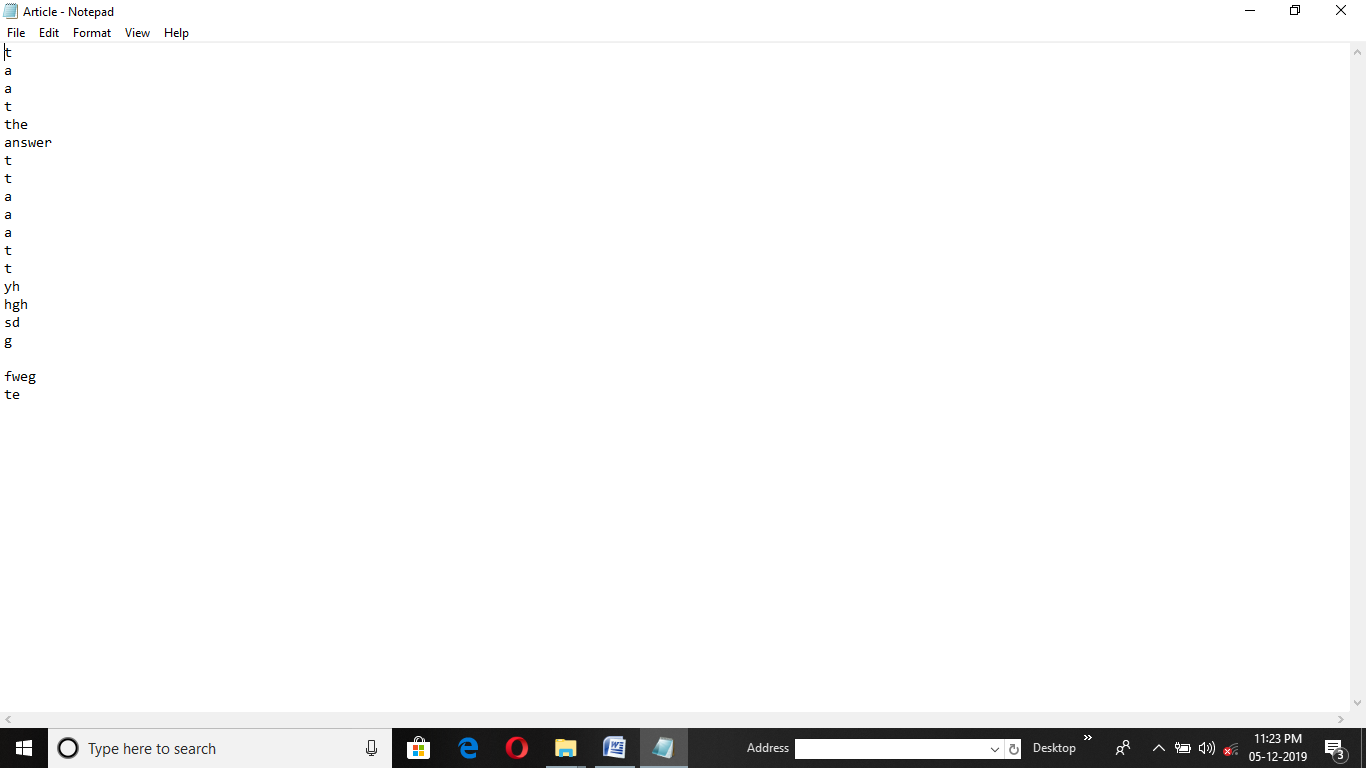 Article - Notepad
File Edit Format View Help
t
a
a
t
the
answer
t
t
a
a
a
t
t
yh
hgh
sd
g

fweg
te
Type here to search
Address
Desktop
11:23 PM
05-12-2019
3